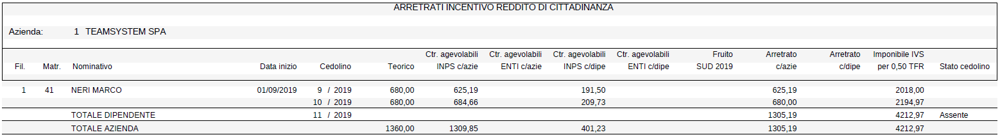 ARRETRATI INCENTIVO REDDITO DI CITTADINANZA
Azienda: 1 TEAMSYSTEM SPA
Ctr. agevolabili Ctr. agevolabili Ctr. agevolabili Ctr. agevolabili Fruito Arretrato Arretrato Imponibile IVS
Fil. Matr. Nominativo Data inizio Cedolino Teorico INPS c/azie ENTI c/azie INPS c/dipe ENTI c/dipe SUD 2019 c/azie c/dipe per 0,50 TFR Stato cedolino
1 41 NERI MARCO 01/09/2019 9 / 2019 680,00 625,19 191,50 625,19 2018,00
10 / 2019 680,00 684,66 209,73 680,00 2194,97
TOTALE DIPENDENTE 11 / 2019 1305,19 4212,97 Assente
TOTALE AZIENDA 1360,00 1309,85 401,23 1305,19 4212,97